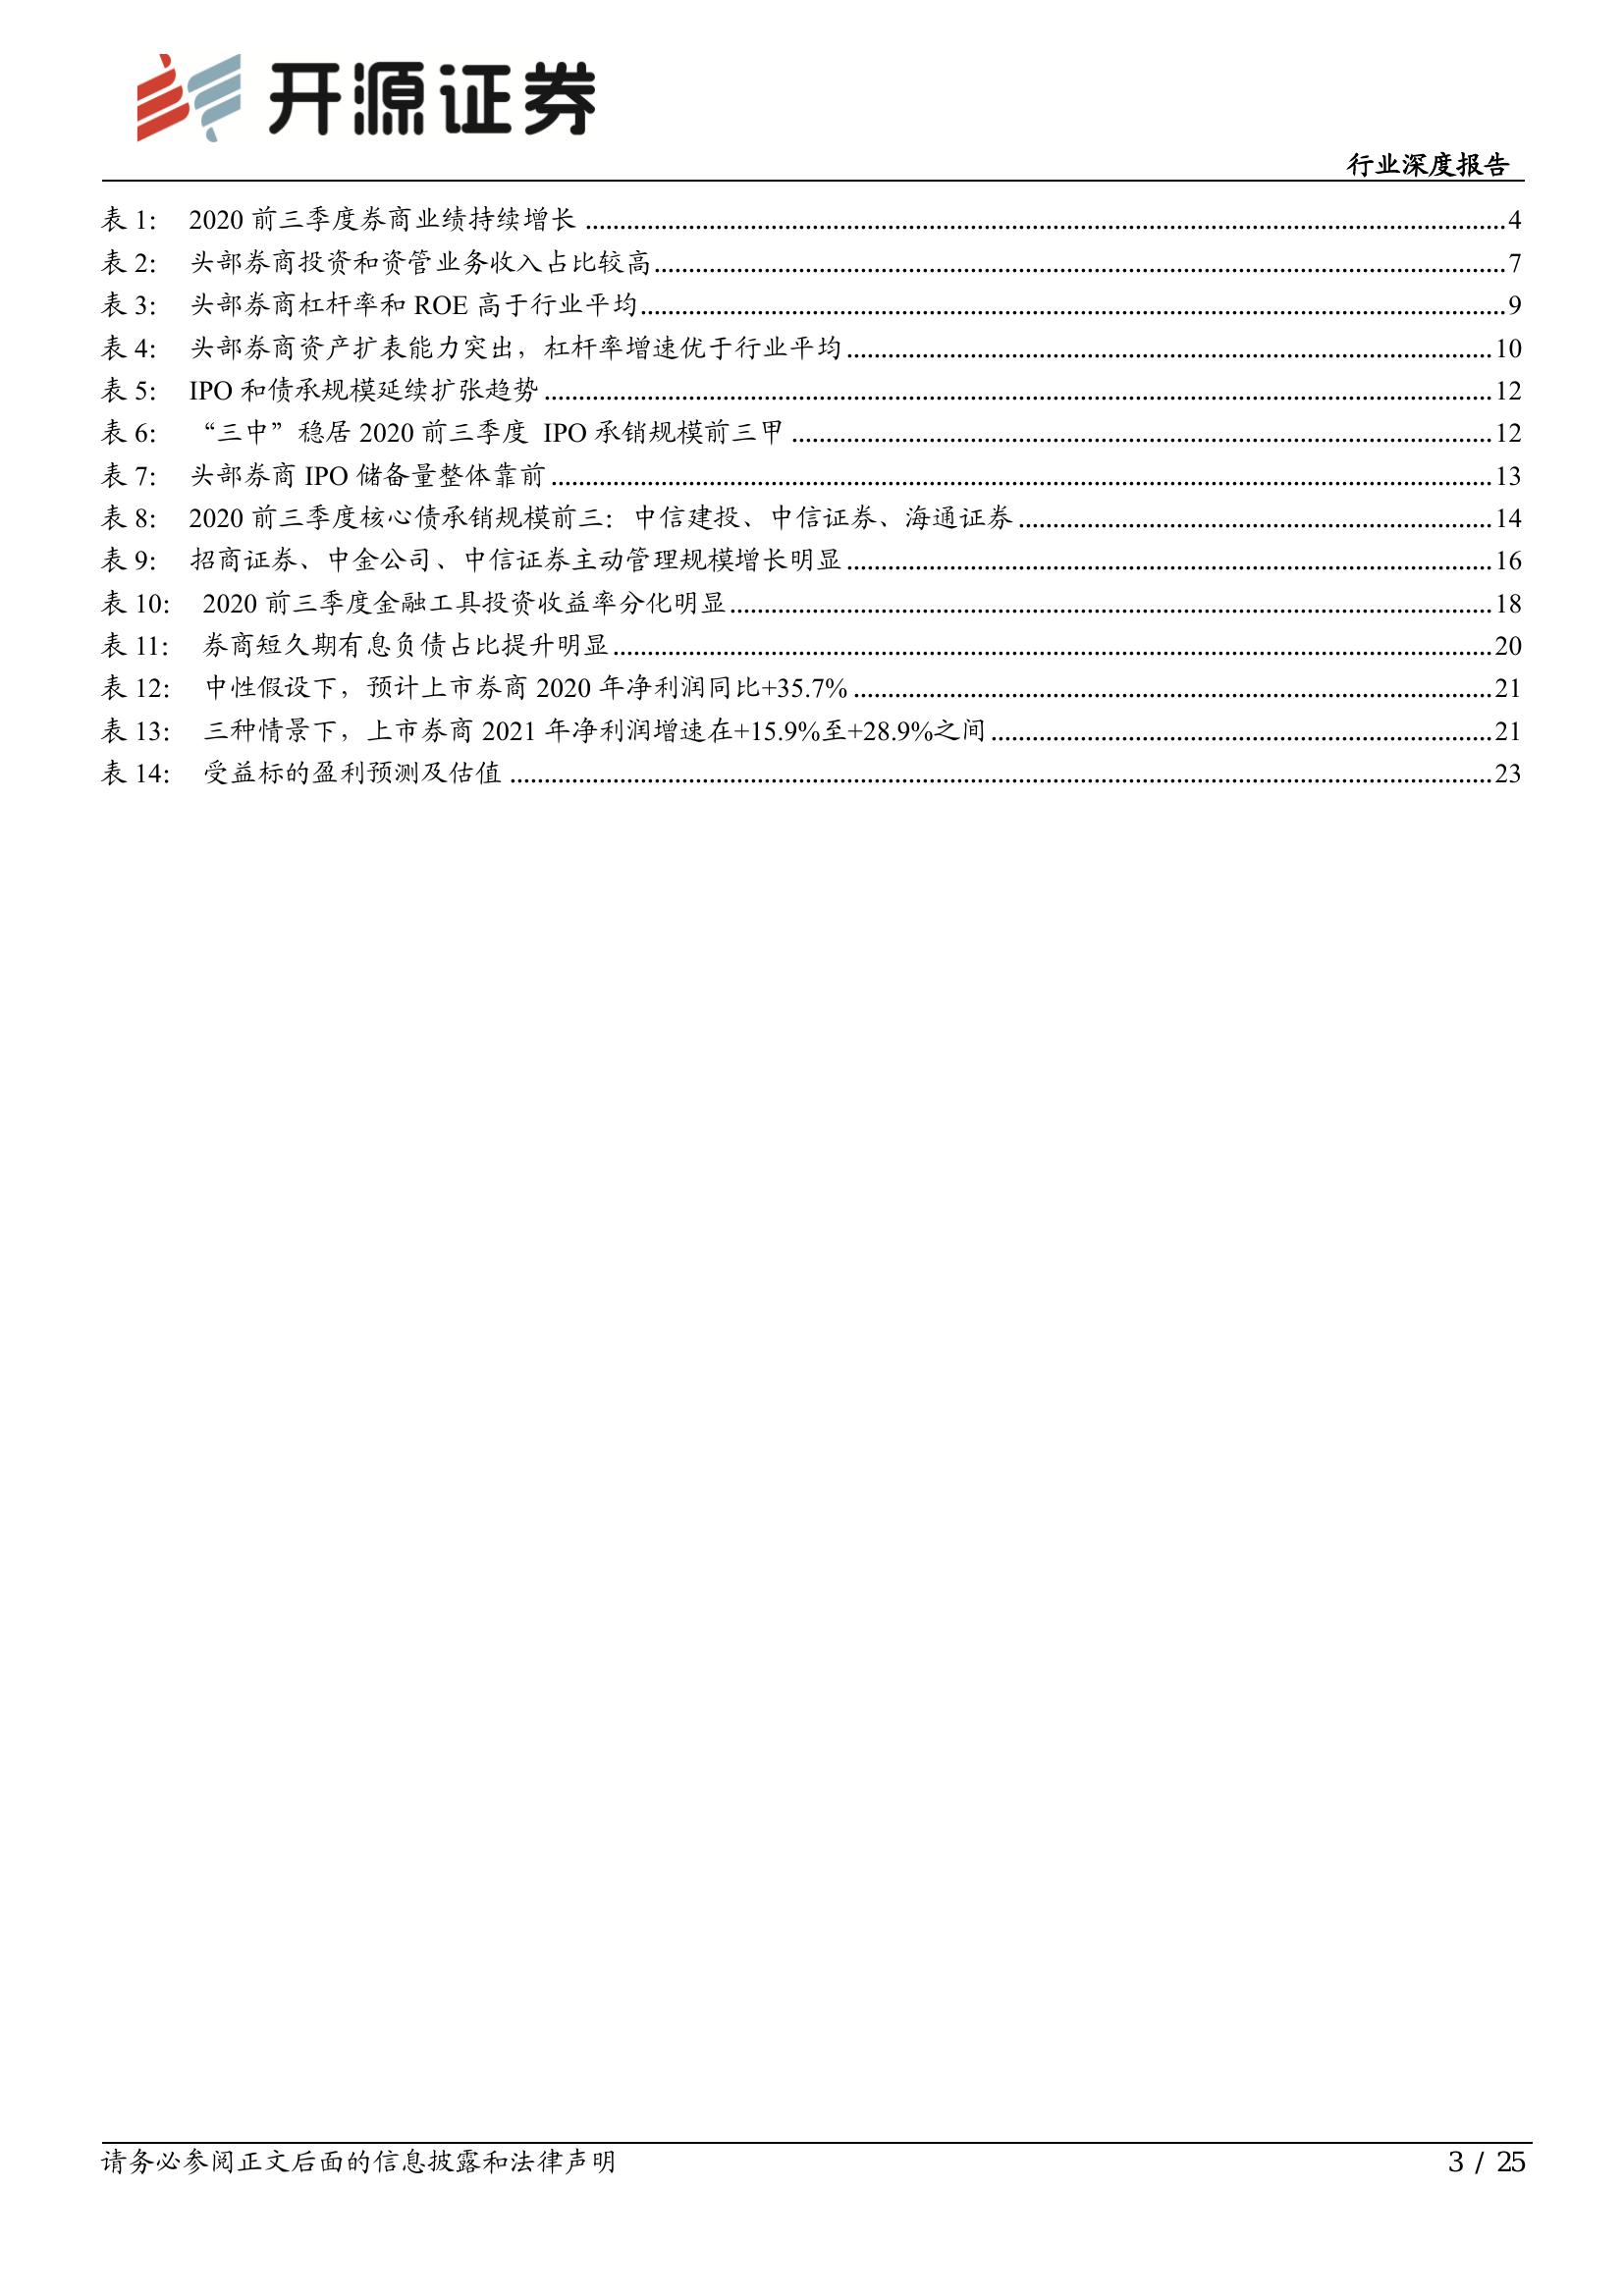 开源证券
行业深度报告
表 1： 2020 前三季度券商业绩持续增长 ........ 4
表 2： 头部券商投资和资管业务收入占比较高 ........ 7
表 3： 头部券商杠杆率和 ROE 高于行业平均 ........ 9
表 4： 头部券商资产扩表能力突出，杠杆率增速优于行业平均 ........ 10
表 5： IPO 和债承规模延续扩张趋势 ........ 12
表 6： “三中”稳居 2020 前三季度 IPO 承销规模前三甲 ........ 12
表 7： 头部券商 IPO 储备量整体靠前 ........ 13
表 8： 2020 前三季度核心债承销规模前三：中信建投、中信证券、海通证券 ........ 14
表 9： 招商证券、中金公司、中信证券主动管理规模增长明显 ........ 16
表 10： 2020 前三季度金融工具投资收益率分化明显 ........ 18
表 11： 券商短久期有息负债占比提升明显 ........ 20
表 12： 中性假设下，预计上市券商 2020 年净利润同比+35.7% ........ 21
表 13： 三种情景下，上市券商 2021 年净利润增速在+15.9%至+28.9%之间 ........ 21
表 14： 受益标的盈利预测及估值 ........ 23
请务必参阅正文后面的信息披露和法律声明
3 / 25